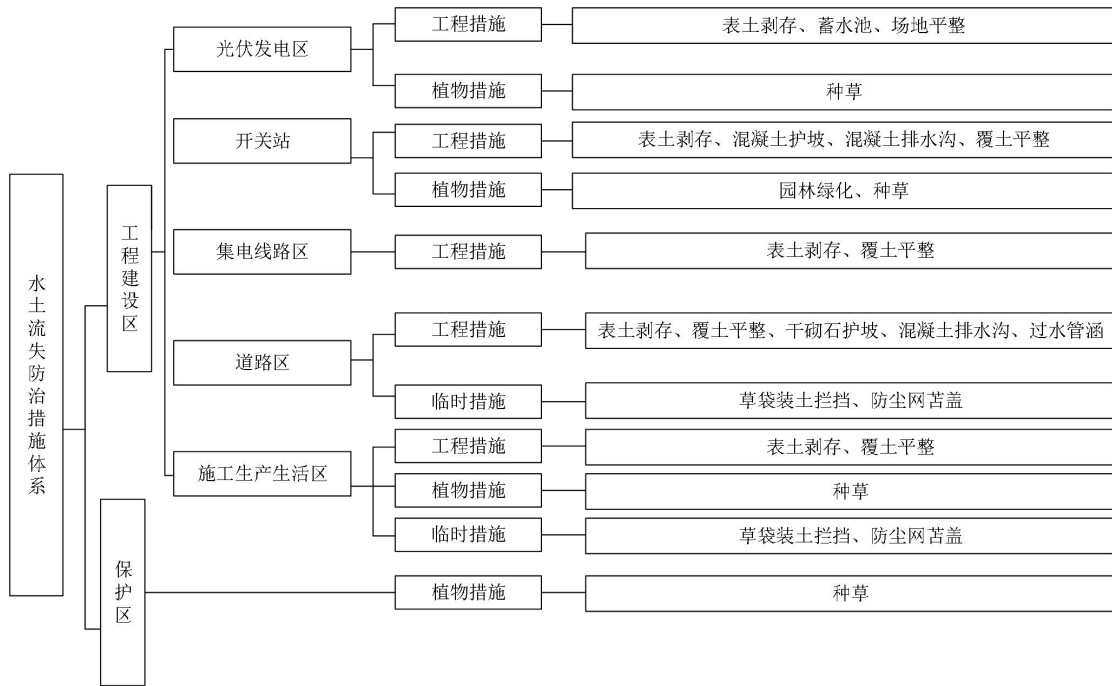 水土流失防治措施体系
工程建设区
光伏发电区
工程措施
表土剥存、蓄水池、场地平整
植物措施
种草
开关站
工程措施
表土剥存、混凝土护坡、混凝土排水沟、覆土平整
植物措施
园林绿化、种草
集电线路区
工程措施
表土剥存、覆土平整
道路区
工程措施
表土剥存、覆土平整、干砌石护坡、混凝土排水沟、过水管涵
临时措施
草袋装土拦挡、防尘网苫盖
施工生产生活区
工程措施
表土剥存、覆土平整
植物措施
种草
临时措施
草袋装土拦挡、防尘网苫盖
保护区
植物措施
种草